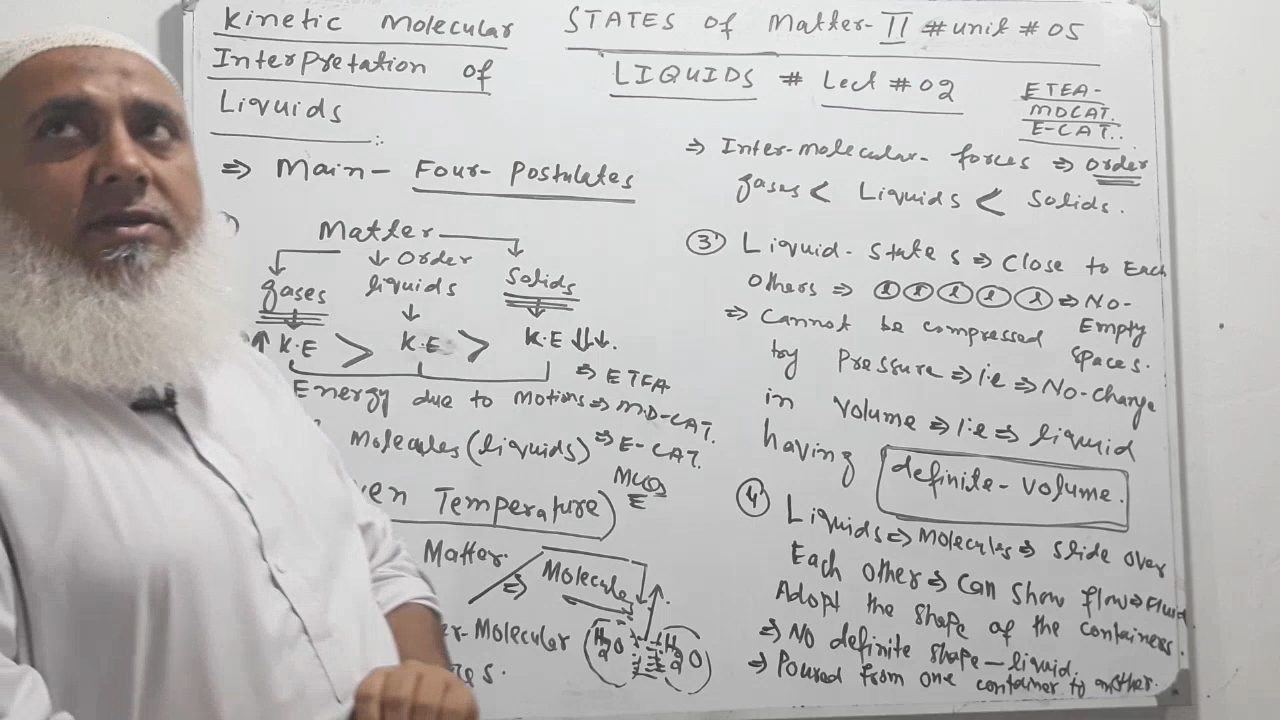 Kinetic Molecular
Interpretation of
Liquids
⇒ Main- Four- Postulates
Matter
↓ Order
gases liquids Solids
↑ K.E > K.E > K.E ↓↓↓.
⇒ ETEA
Energy due to motions ⇒ MD-CAT.
Molecules (liquids) ⇒ E-CAT.
MCQs
en Temperature)
Matter.
⇒ Molecules
er-Molecular
es.
H2O H2O
STATES of Matter-II # unit # 05
LIQUIDS # Lect # 02
ETEA-
MDCAT.
E-CAT..
⇒ Inter-molecular- forces ⇒ order
gases < Liquids < Solids.
3 Liquid- State s ⇒ Close to Each
others ⇒ l l l l l ⇒ No-
Empty
Spaces.
⇒ Cannot be compressed
by Pressure ⇒ i.e ⇒ No-change
in volume ⇒ i.e ⇒ liquid
having definite- volume.
4 Liquids ⇒ Molecules ⇒ slide over
Each other ⇒ can show flow ⇒ Fluid
Adopt the shape of the containers.
⇒ No definite shape — liquid.
⇒ Poured from one container to another.